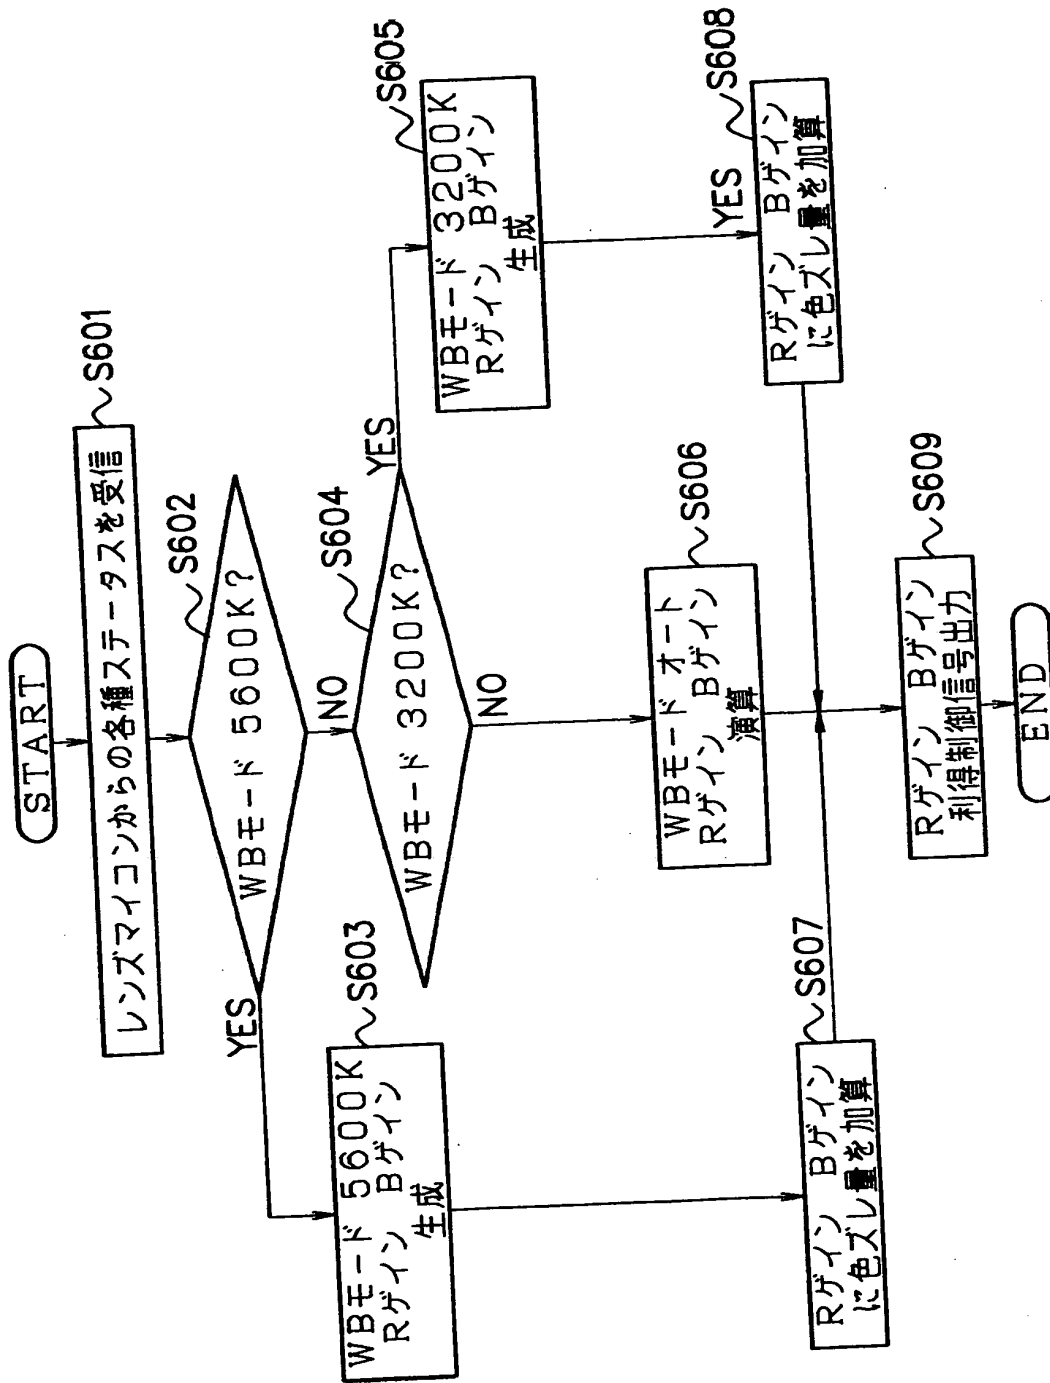 START
レンズマイコンからの各種ステータスを受信
S601
WBモード 5600K?
S602
YES
NO
WBモード 5600K
Rゲイン Bゲイン
生成
S603
WBモード 3200K?
S604
YES
NO
WBモード 3200K
Rゲイン Bゲイン
生成
S605
WBモード オート
Rゲイン Bゲイン
演算
S606
Rゲイン Bゲイン
に色ズレ量を加算
S607
YES
Rゲイン Bゲイン
に色ズレ量を加算
S608
Rゲイン Bゲイン
利得制御信号出力
S609
END